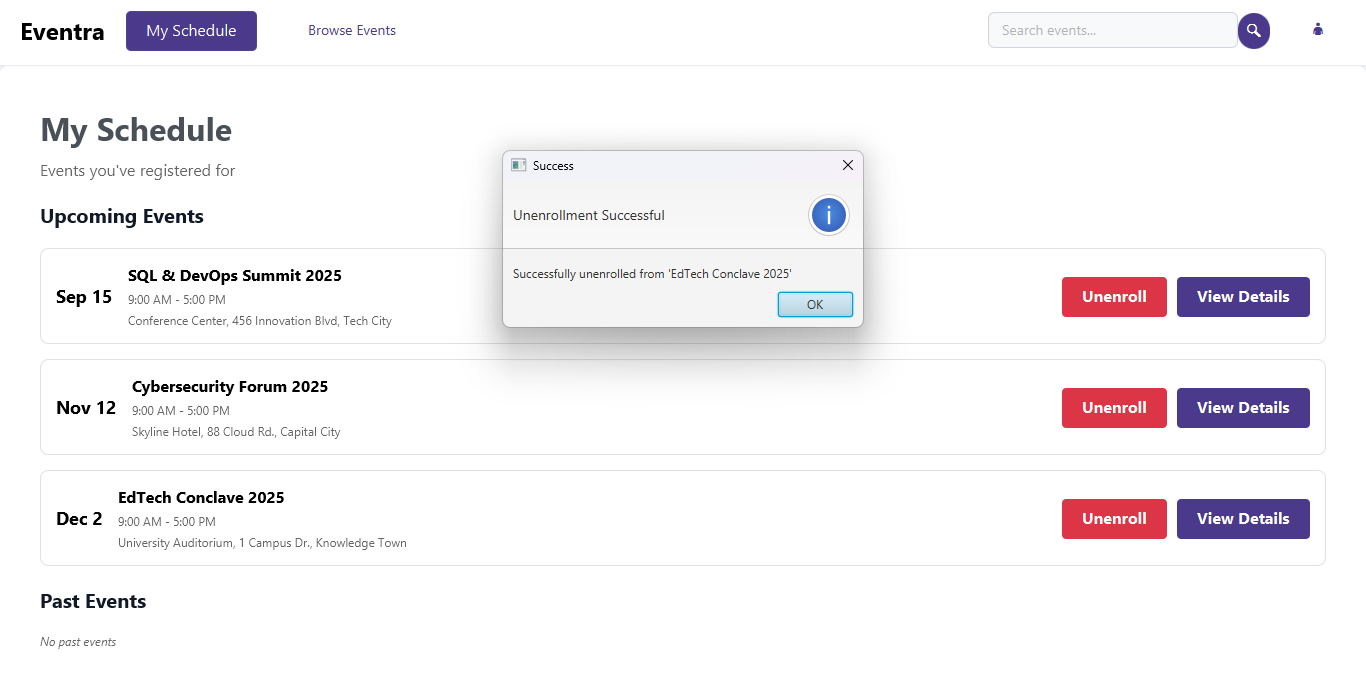 Eventra
My Schedule
Browse Events
Search events...
My Schedule
Events you've registered for
Upcoming Events
Success
Unenrollment Successful
i
Successfully unenrolled from 'EdTech Conclave 2025'
OK
Sep 15
SQL & DevOps Summit 2025
9:00 AM - 5:00 PM
Conference Center, 456 Innovation Blvd, Tech City
Unenroll
View Details
Nov 12
Cybersecurity Forum 2025
9:00 AM - 5:00 PM
Skyline Hotel, 88 Cloud Rd., Capital City
Unenroll
View Details
Dec 2
EdTech Conclave 2025
9:00 AM - 5:00 PM
University Auditorium, 1 Campus Dr., Knowledge Town
Unenroll
View Details
Past Events
No past events